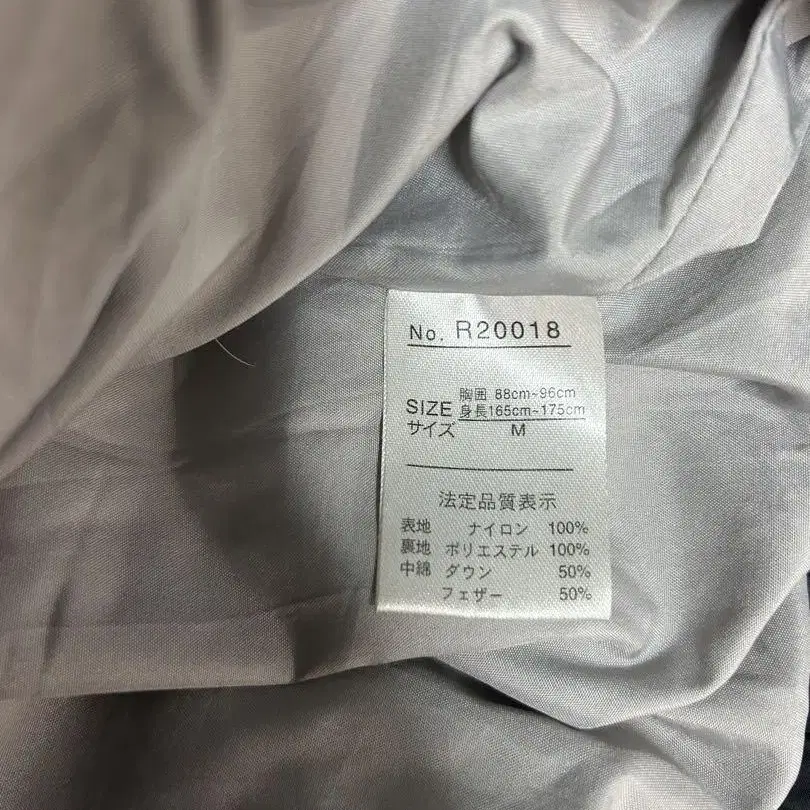 No. R20018
胸囲 88cm~96cm
SIZE 身長165cm~175cm
サイズ M
法定品質表示
表地 ナイロン 100%
裏地 ポリエステル 100%
中綿 ダウン 50%
フェザー 50%